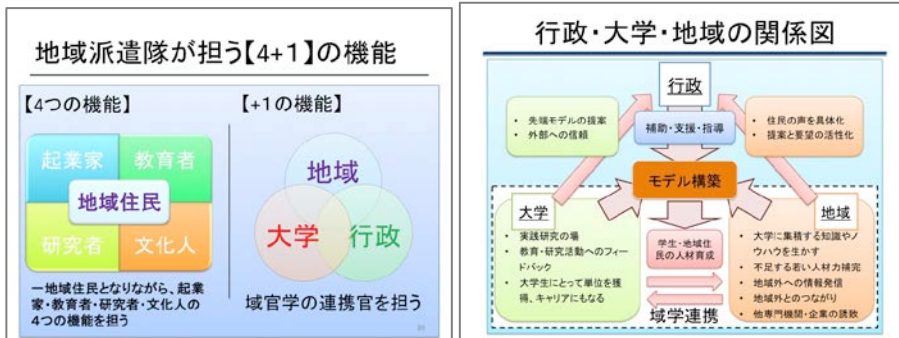 地域派遣隊が担う【4+1】の機能
【4つの機能】
起業家
教育者
地域住民
研究者
文化人
一地域住民となりながら、起業
家・教育者・研究者・文化人の
4つの機能を担う
【+1の機能】
地域
大学
行政
域官学の連携官を担う
行政・大学・地域の関係図
行政
• 先端モデルの提案
• 外部への信頼
補助・支援・指導
• 住民の声を具体化
• 提案と要望の活性化
モデル構築
大学
• 実践研究の場
• 教育・研究活動へのフィー
ドバック
• 大学生にとって単位を獲
得、キャリアにもなる
学生・地域住
民の人材育成
域学連携
地域
• 大学に集積する知識やノ
ウハウを生かす
• 不足する若い人材力補完
• 地域外への情報発信
• 地域外とのつながり
• 他専門機関・企業の誘致